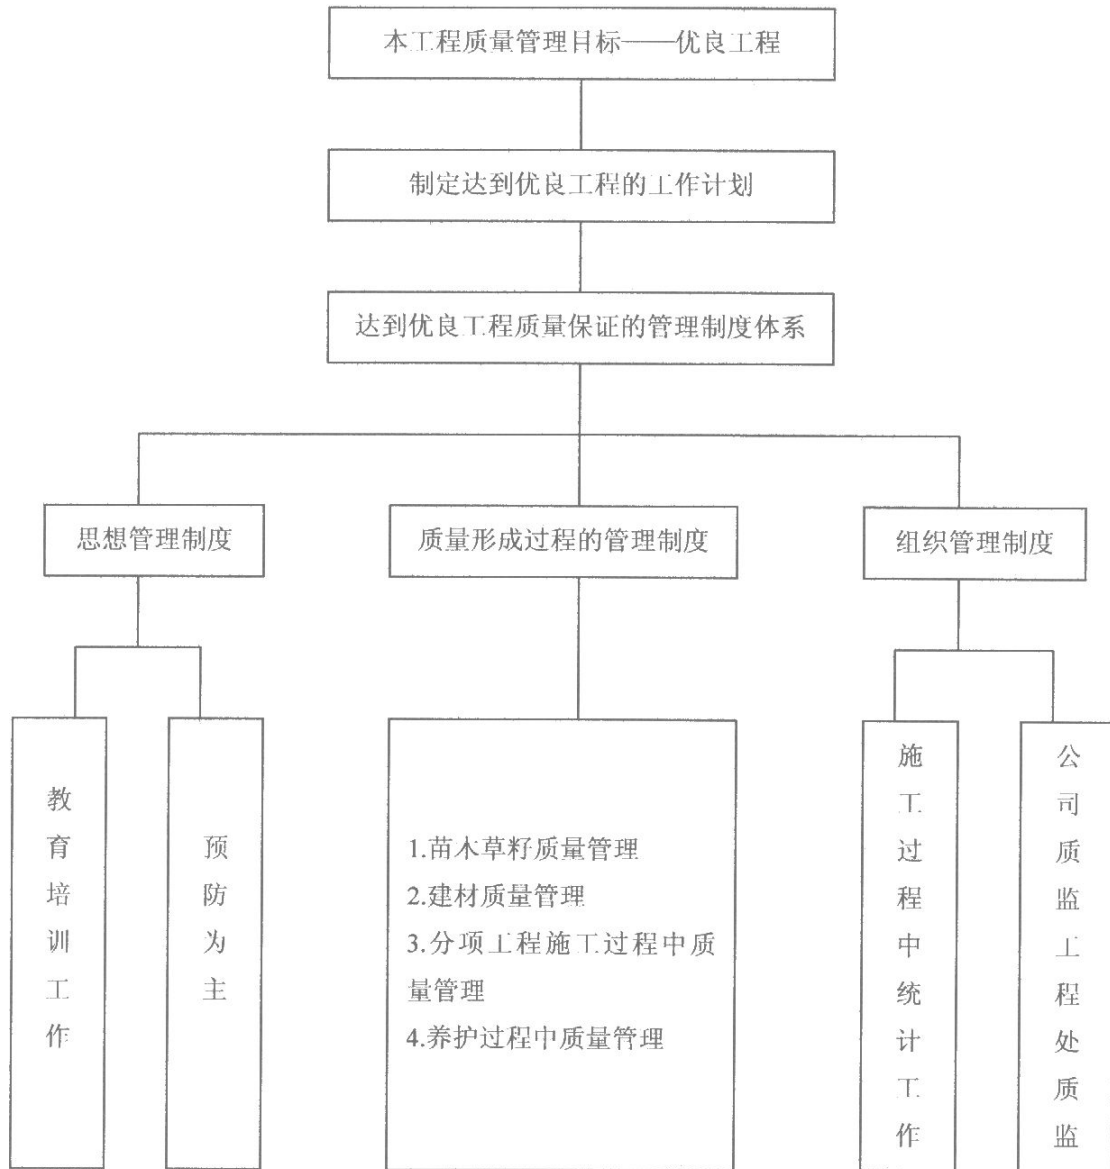 本工程质量管理目标——优良工程
制定达到优良工程的工作计划
达到优良工程质量保证的管理制度体系
思想管理制度
质量形成过程的管理制度
组织管理制度
教育培训工作
预防为主
1.苗木草籽质量管理
2.建材质量管理
3.分项工程施工过程中质
量管理
4.养护过程中质量管理
施工过程中统计工作
公司质监工程处质监